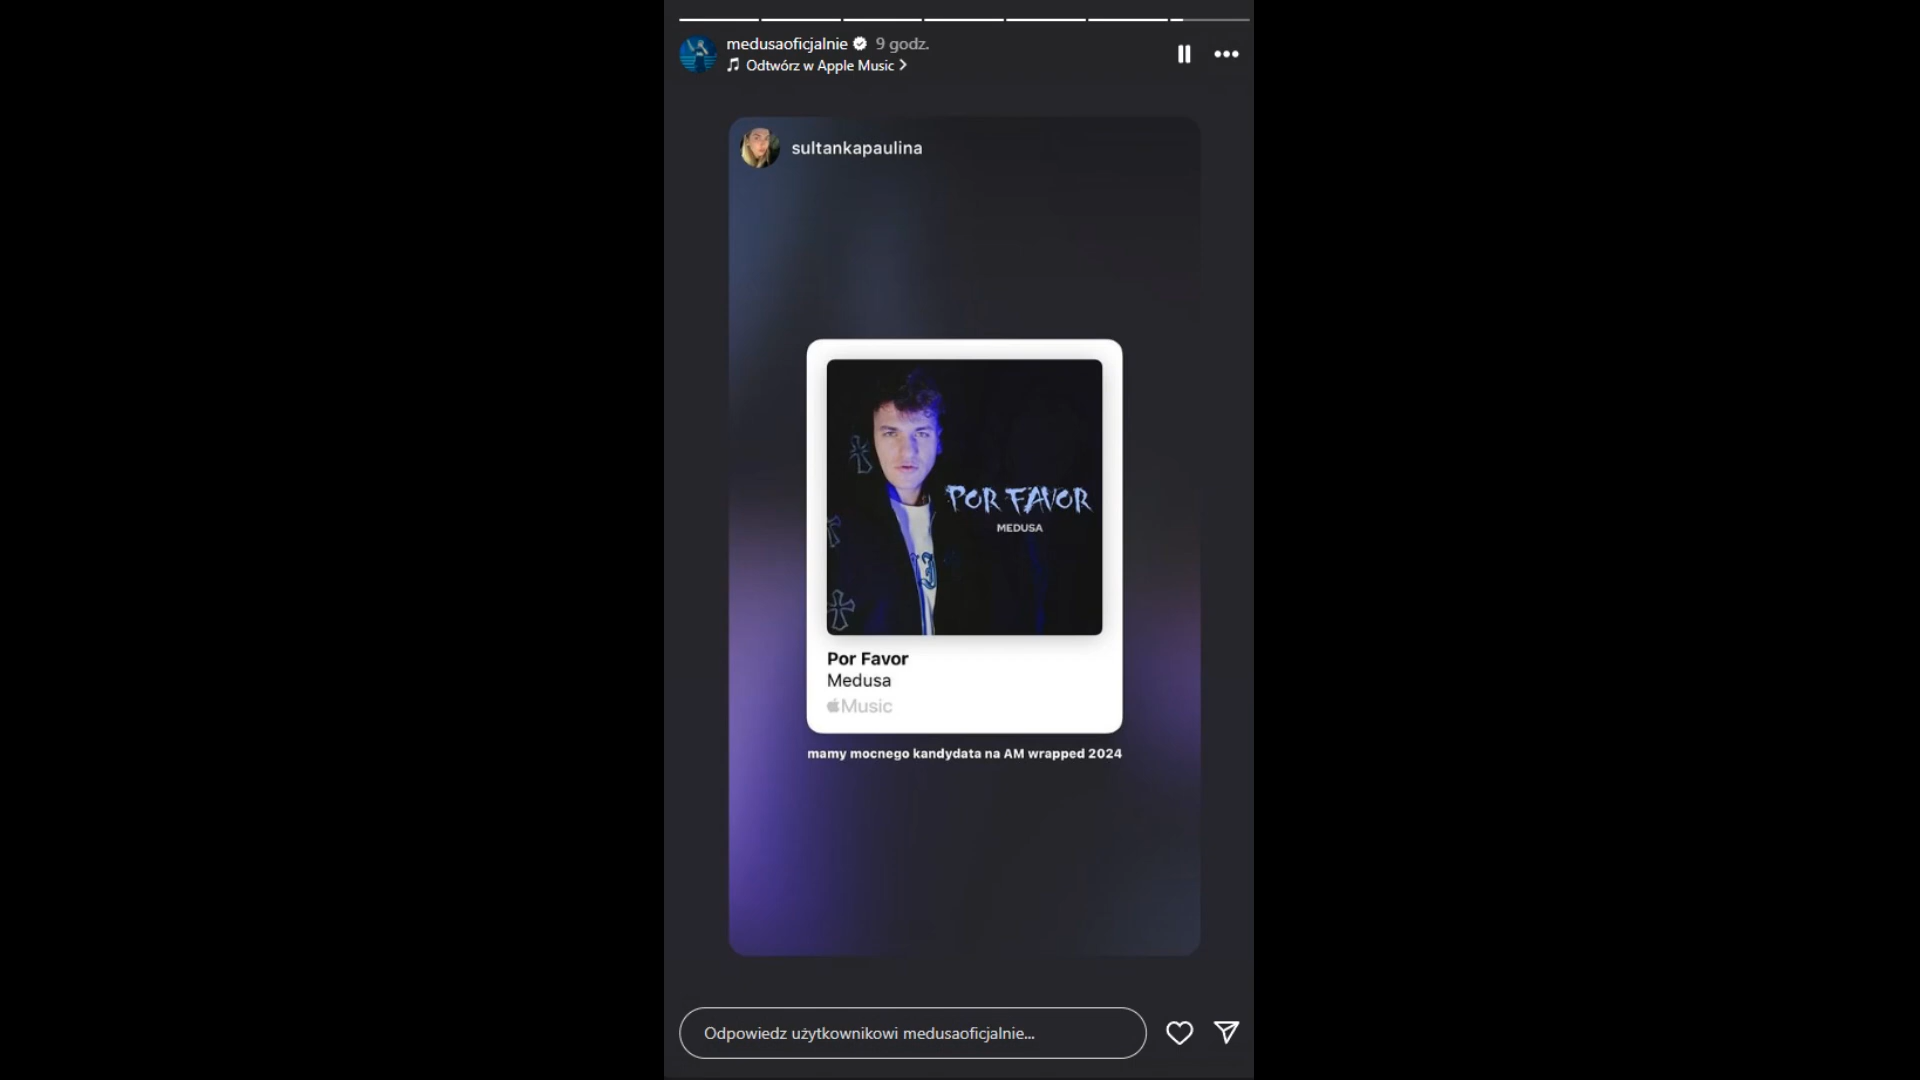 medusaoficjalnie 9 godz.
Odtwórz w Apple Music
sultankapaulina
POR FAVOR
MEDUSA
Por Favor
Medusa
Music
mamy mocnego kandydata na AM wrapped 2024
Odpowiedz użytkownikowi medusaoficjalnie...